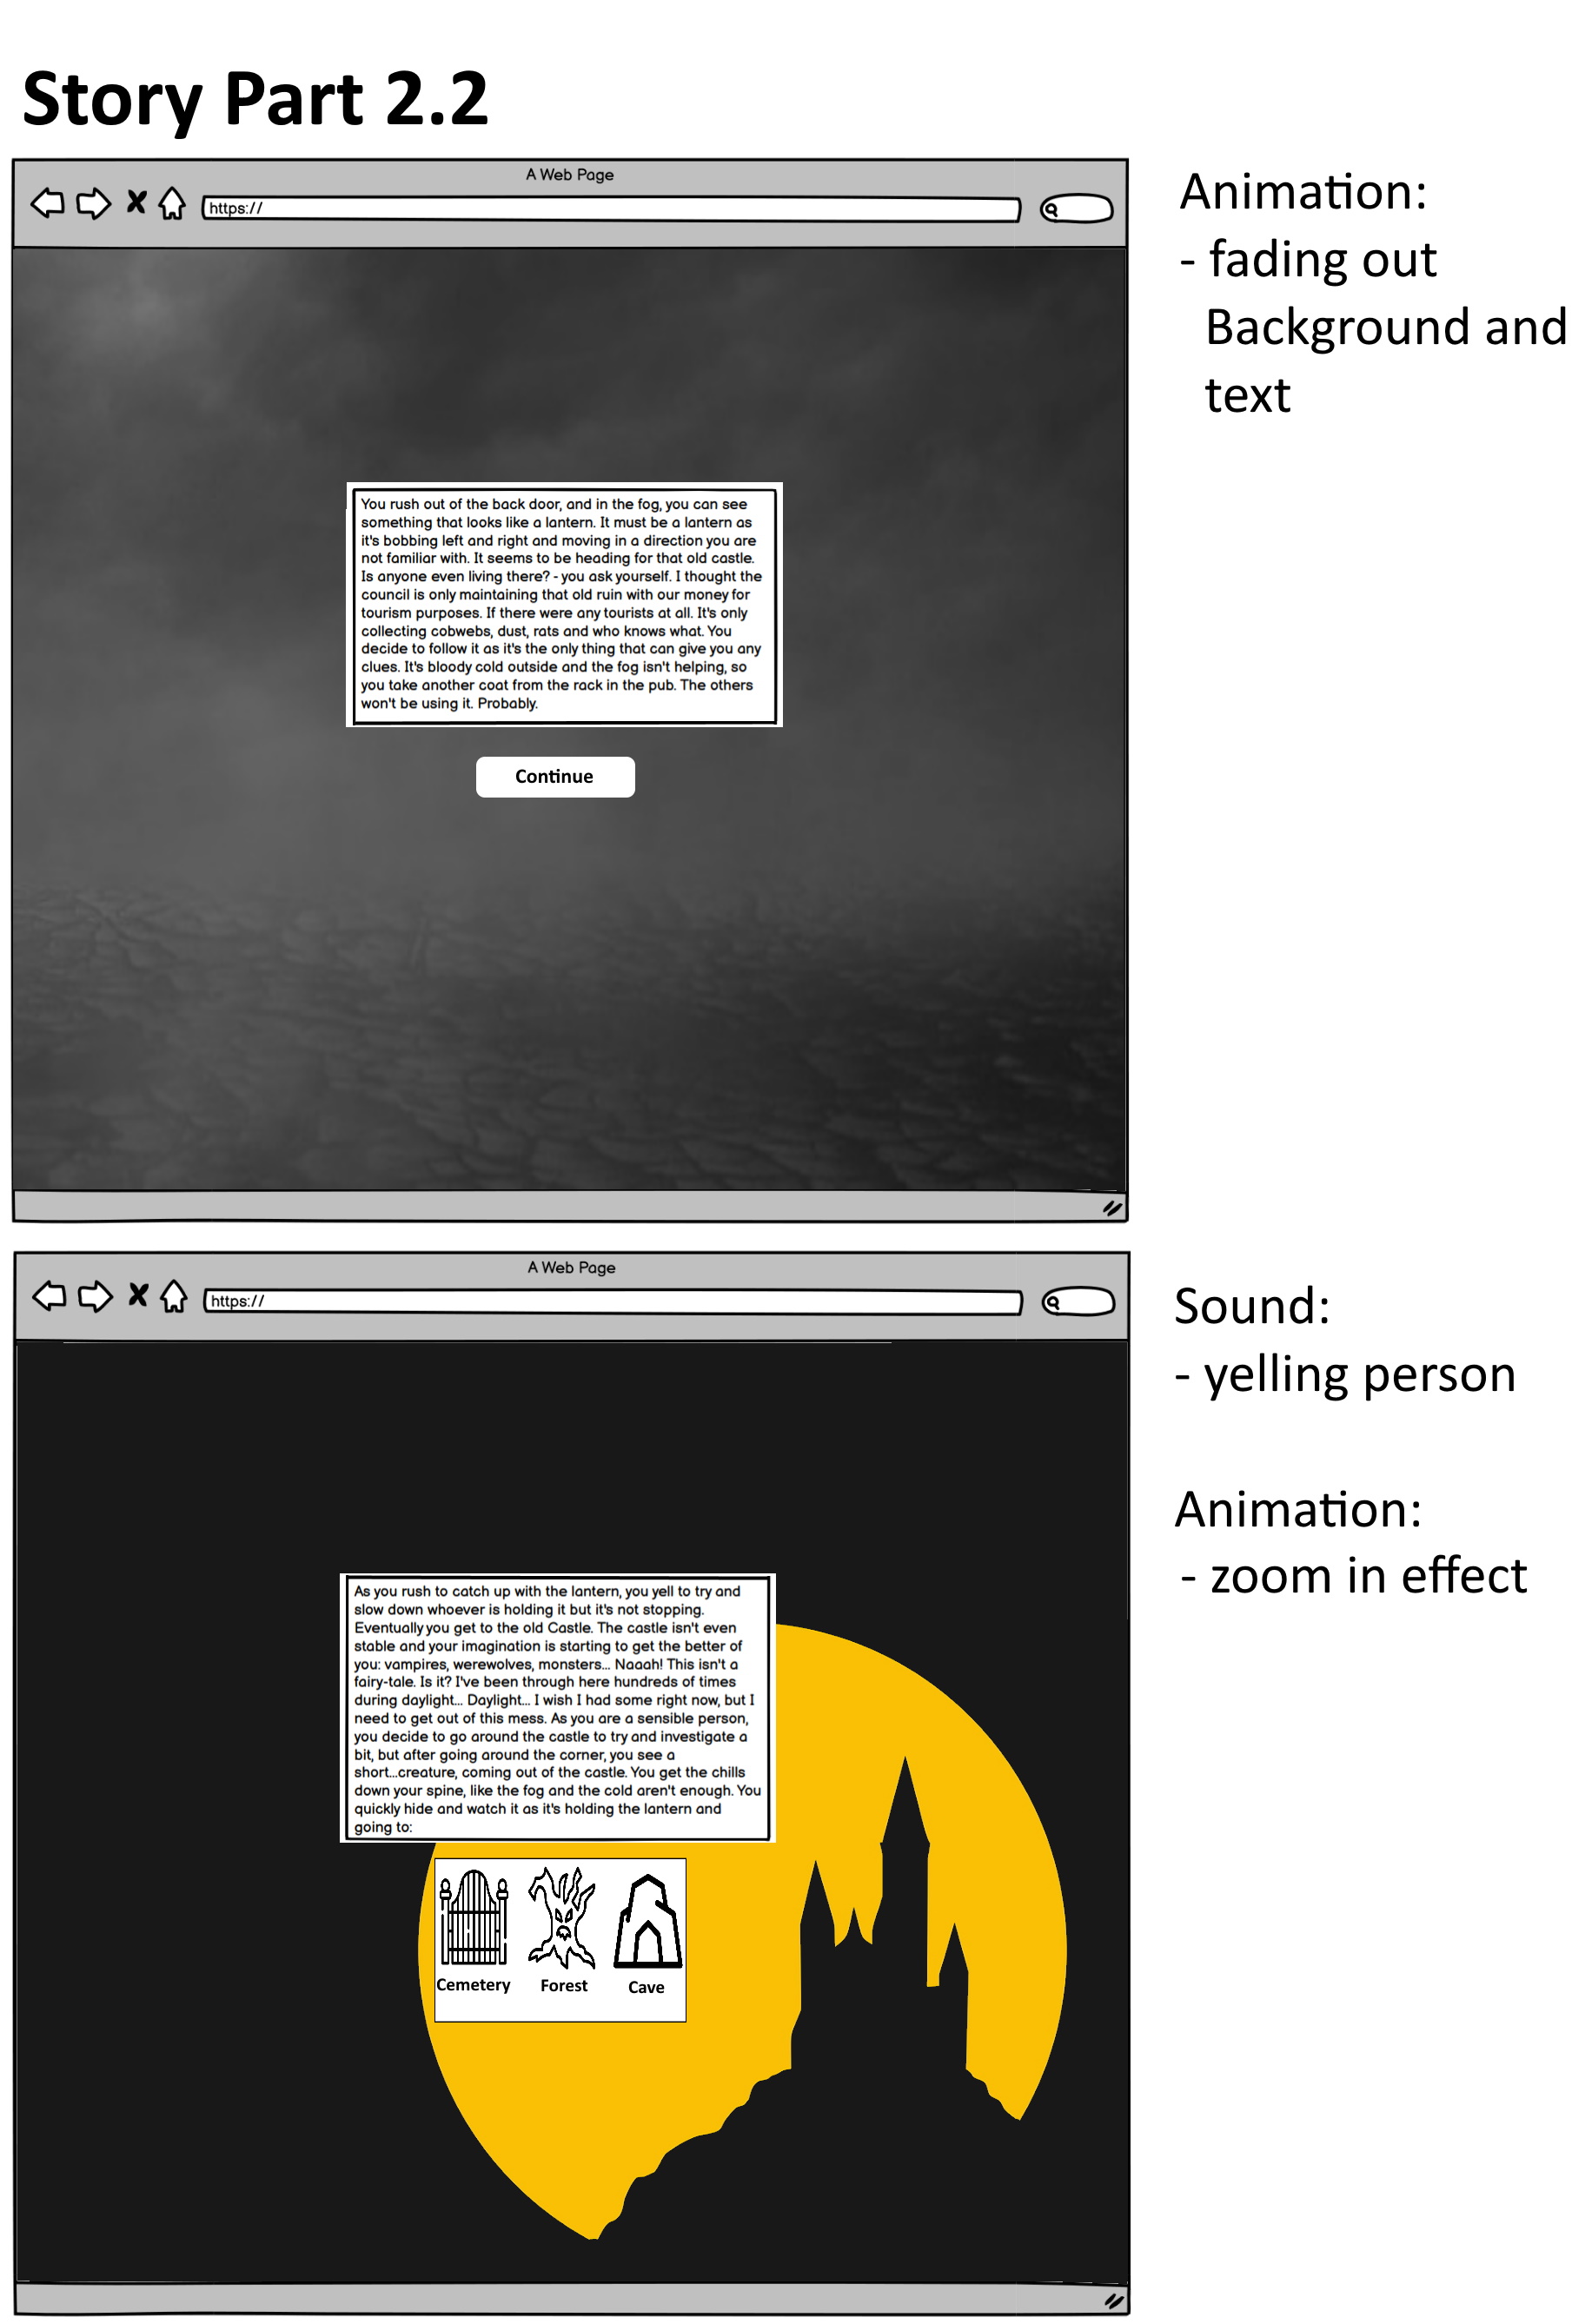 Story Part 2.2
A Web Page
https://
Animation:
- fading out
Background and
text
You rush out of the back door, and in the fog, you can see
something that looks like a lantern. It must be a lantern as
it's bobbing left and right and moving in a direction you are
not familiar with. It seems to be heading for that old castle.
Is anyone even living there? - you ask yourself. I thought the
council is only maintaining that old ruin with our money for
tourism purposes. If there were any tourists at all. It's only
collecting cobwebs, dust, rats and who knows what. You
decide to follow it as it's the only thing that can give you any
clues. It's bloody cold outside and the fog isn't helping, so
you take another coat from the rack in the pub. The others
won't be using it. Probably.
Continue
A Web Page
https://
Sound:
- yelling person
Animation:
- zoom in effect
As you rush to catch up with the lantern, you yell to try and
slow down whoever is holding it but it's not stopping.
Eventually you get to the old Castle. The castle isn't even
stable and your imagination is starting to get the better of
you: vampires, werewolves, monsters... Naaah! This isn't a
fairy-tale. Is it? I've been through here hundreds of times
during daylight... Daylight... I wish I had some right now, but I
need to get out of this mess. As you are a sensible person,
you decide to go around the castle to try and investigate a
bit, but after going around the corner, you see a
short...creature, coming out of the castle. You get the chills
down your spine, like the fog and the cold aren't enough. You
quickly hide and watch it as it's holding the lantern and
going to:
Cemetery
Forest
Cave